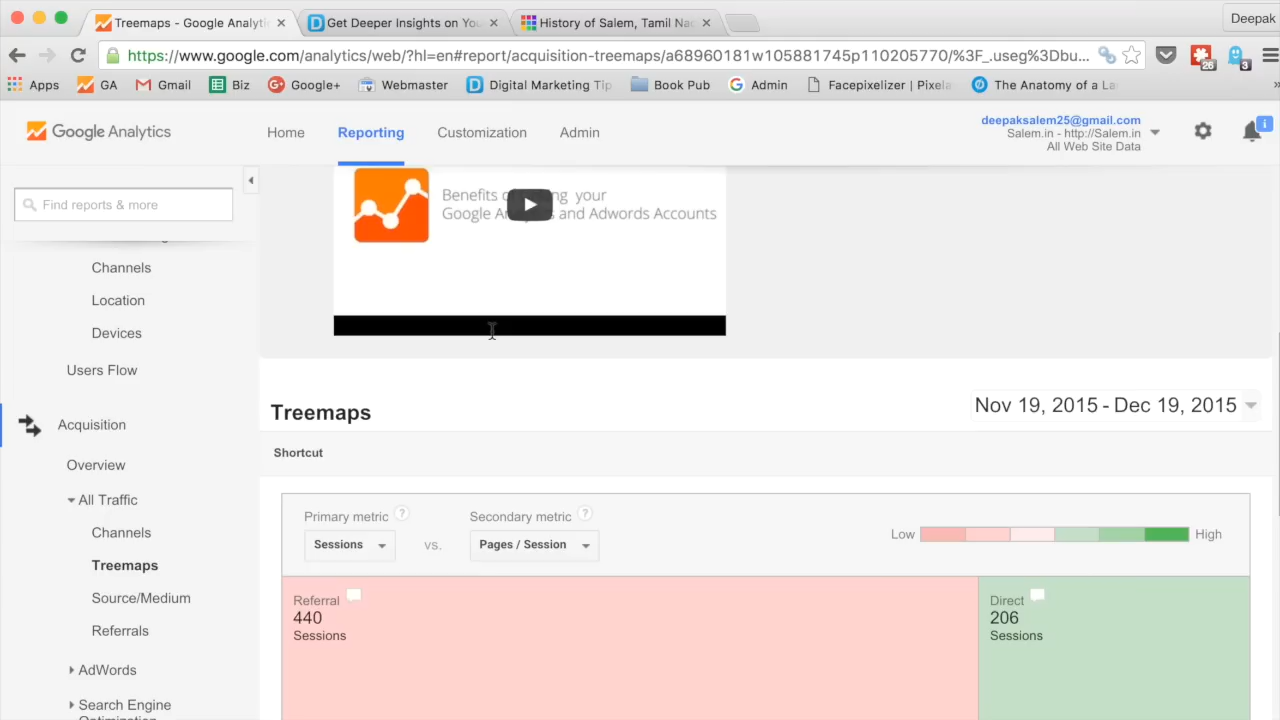 Treemaps - Google Analyti
Get Deeper Insights on You
History of Salem, Tamil Nad
Deepak
https://www.google.com/analytics/web/?hl=en#report/acquisition-treemaps/a68960181w105881745p110205770/%3F_.useg%3Dbu...
26
3
Apps
GA
Gmail
Biz
Google+
Webmaster
Digital Marketing Tip
Book Pub
Admin
Facepixelizer | Pixela
The Anatomy of a La
Google Analytics
Home
Reporting
Customization
Admin
deepaksalem25@gmail.com
Salem.in - http://Salem.in
All Web Site Data
Find reports & more
Channels
Location
Devices
Users Flow
Acquisition
Overview
All Traffic
Channels
Treemaps
Source/Medium
Referrals
AdWords
Search Engine
Benefits your
Google and Adwords Accounts
Treemaps
Nov 19, 2015 - Dec 19, 2015
Shortcut
Primary metric ?
Secondary metric ?
Sessions
vs.
Pages / Session
Low
High
Referral
440
Sessions
Direct
206
Sessions